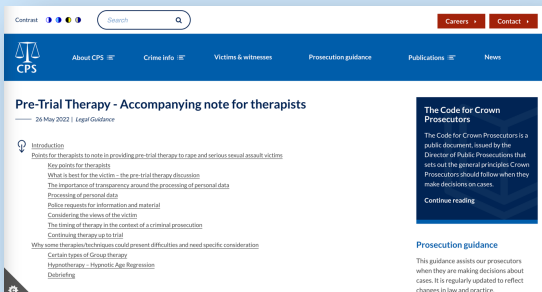 Contrast
Search
Careers
Contact
CPS
About CPS
Crime info
Victims & witnesses
Prosecution guidance
Publications
News
Pre-Trial Therapy - Accompanying note for therapists
26 May 2022 | Legal Guidance
Introduction
Points for therapists to note in providing pre-trial therapy to rape and serious sexual assault victims
Key points for therapists
What is best for the victim – the pre-trial therapy discussion
The importance of transparency around the processing of personal data
Processing of personal data
Police requests for information and material
Considering the views of the victim
The timing of therapy in the context of a criminal prosecution
Continuing therapy up to trial
Why some therapies/techniques could present difficulties and need specific consideration
Certain types of Group therapy
Hypnotherapy – Hypnotic Age Regression
Debriefing
The Code for Crown
Prosecutors
The Code for Crown Prosecutors is a
public document, issued by the
Director of Public Prosecutions that
sets out the general principles Crown
Prosecutors should follow when they
make decisions on cases.
Continue reading
Prosecution guidance
This guidance assists our prosecutors
when they are making decisions about
cases. It is regularly updated to reflect
changes in law and practice.